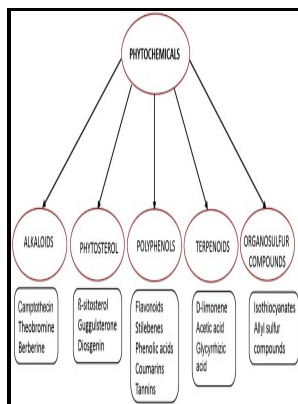 PHYTOCHEMICALS
ALKALOIDS
PHYTOSTEROL
POLYPHENOLS
TERPENOIDS
ORGANOSULFUR
COMPOUNDS
Camptothecin
Theobromine
Berberine
ß-sitosterol
Guggulsterone
Diosgenin
Flavonoids
Stilbenes
Phenolic acids
Coumarins
Tannins
D-limonene
Acetic acid
Glycyrrhizic
acid
Isothiocyanates
Allyl sulfur
compounds